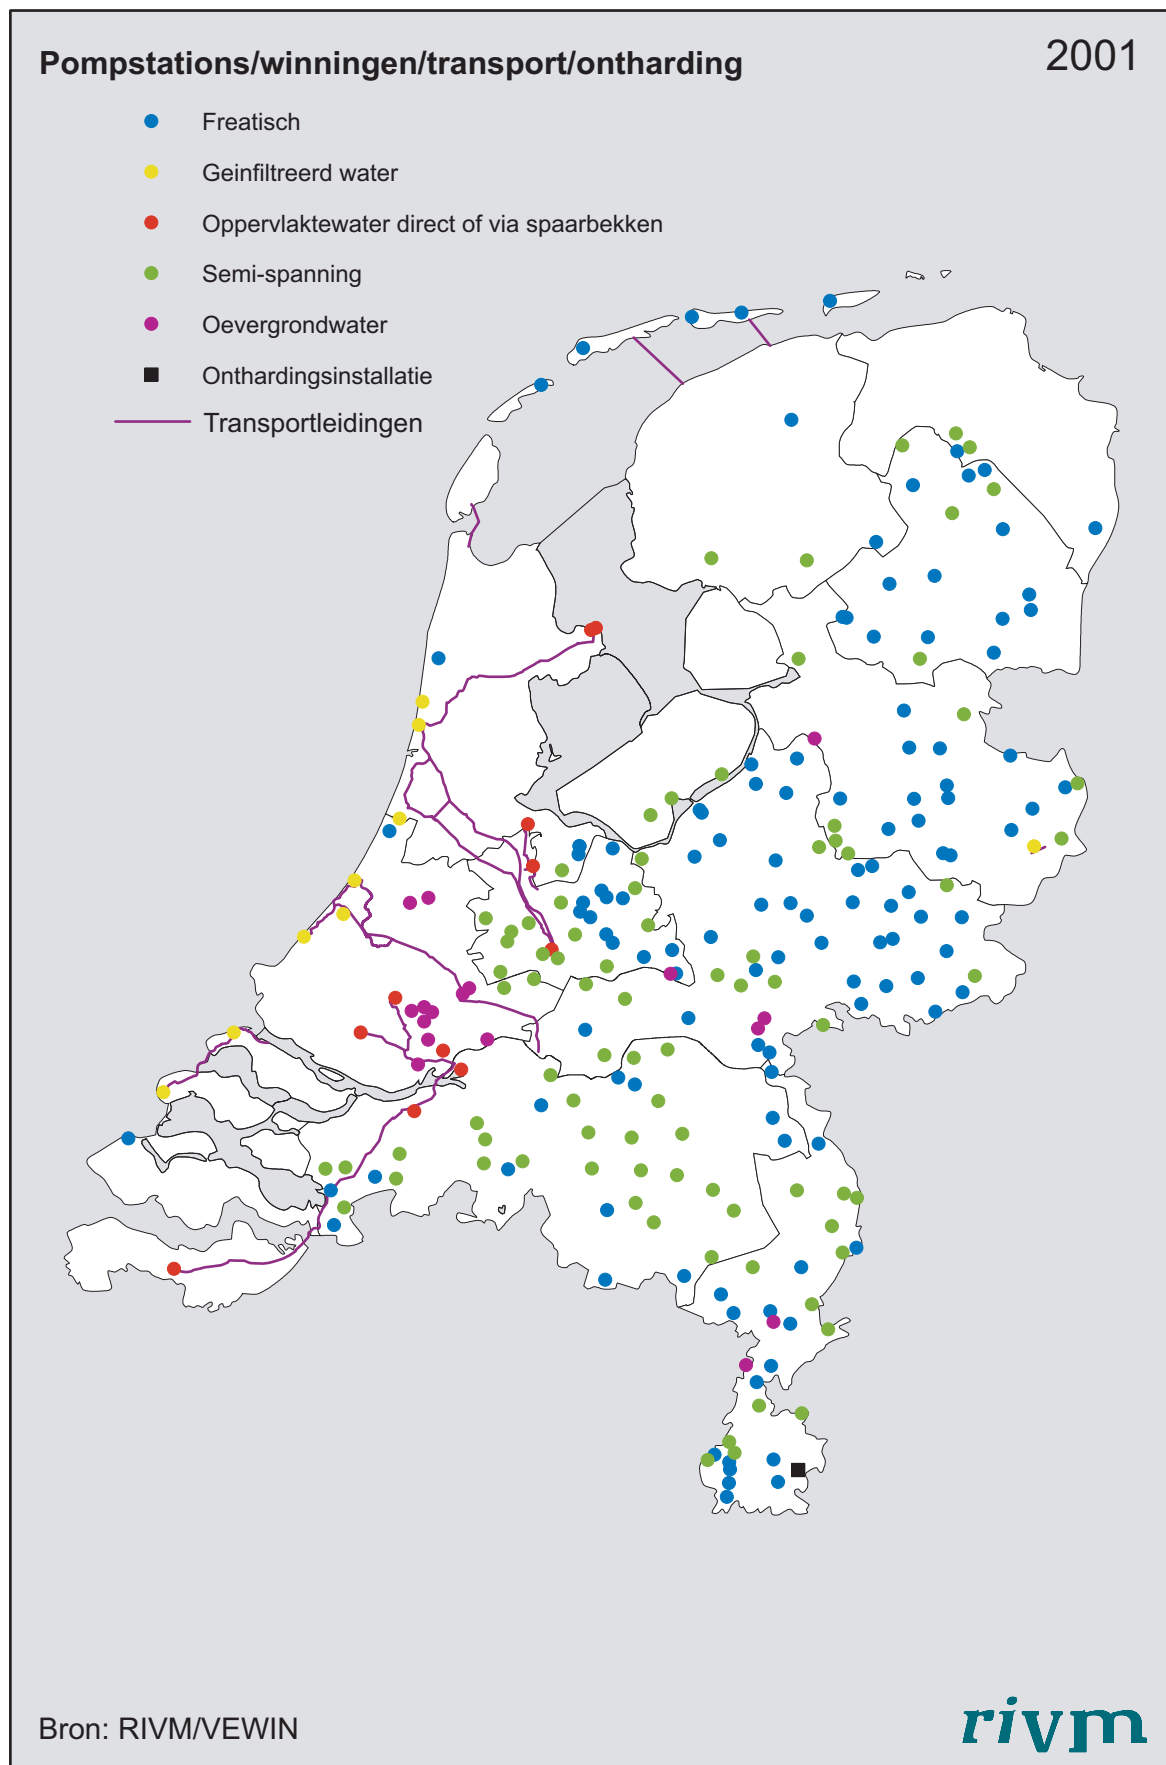 Pompstations/winningen/transport/ontharding
2001
Freatisch
Geinfiltreerd water
Oppervlaktewater direct of via spaarbekken
Semi-spanning
Oevergrondwater
Onthardingsinstallatie
Transportleidingen
Bron: RIVM/VEWIN
rivm